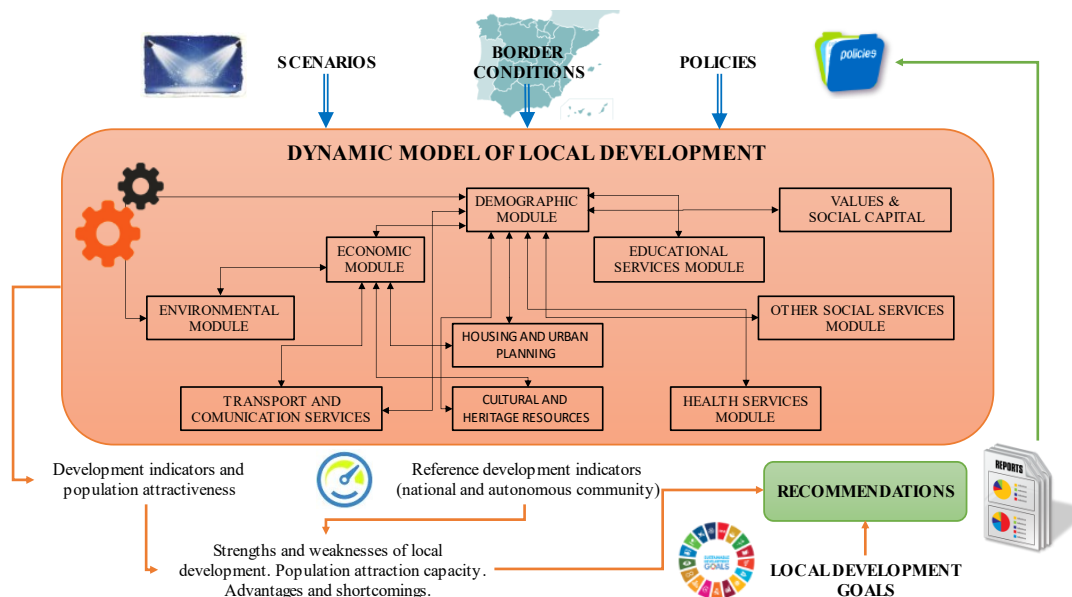 SCENARIOS
BORDER
CONDITIONS
POLICIES
policies
DYNAMIC MODEL OF LOCAL DEVELOPMENT
DEMOGRAPHIC
MODULE
VALUES &
SOCIAL CAPITAL
ECONOMIC
MODULE
EDUCATIONAL
SERVICES MODULE
ENVIRONMENTAL
MODULE
OTHER SOCIAL SERVICES
MODULE
HOUSING AND URBAN
PLANNING
TRANSPORT AND
COMUNICATION SERVICES
CULTURAL AND
HERITAGE RESOURCES
HEALTH SERVICES
MODULE
Development indicators and
population attractiveness
Reference development indicators
(national and autonomous community)
RECOMMENDATIONS
REPORTS
Strengths and weaknesses of local
development. Population attraction capacity.
Advantages and shortcomings.
SUSTAINABLE
DEVELOPMENT
GOALS
LOCAL DEVELOPMENT
GOALS